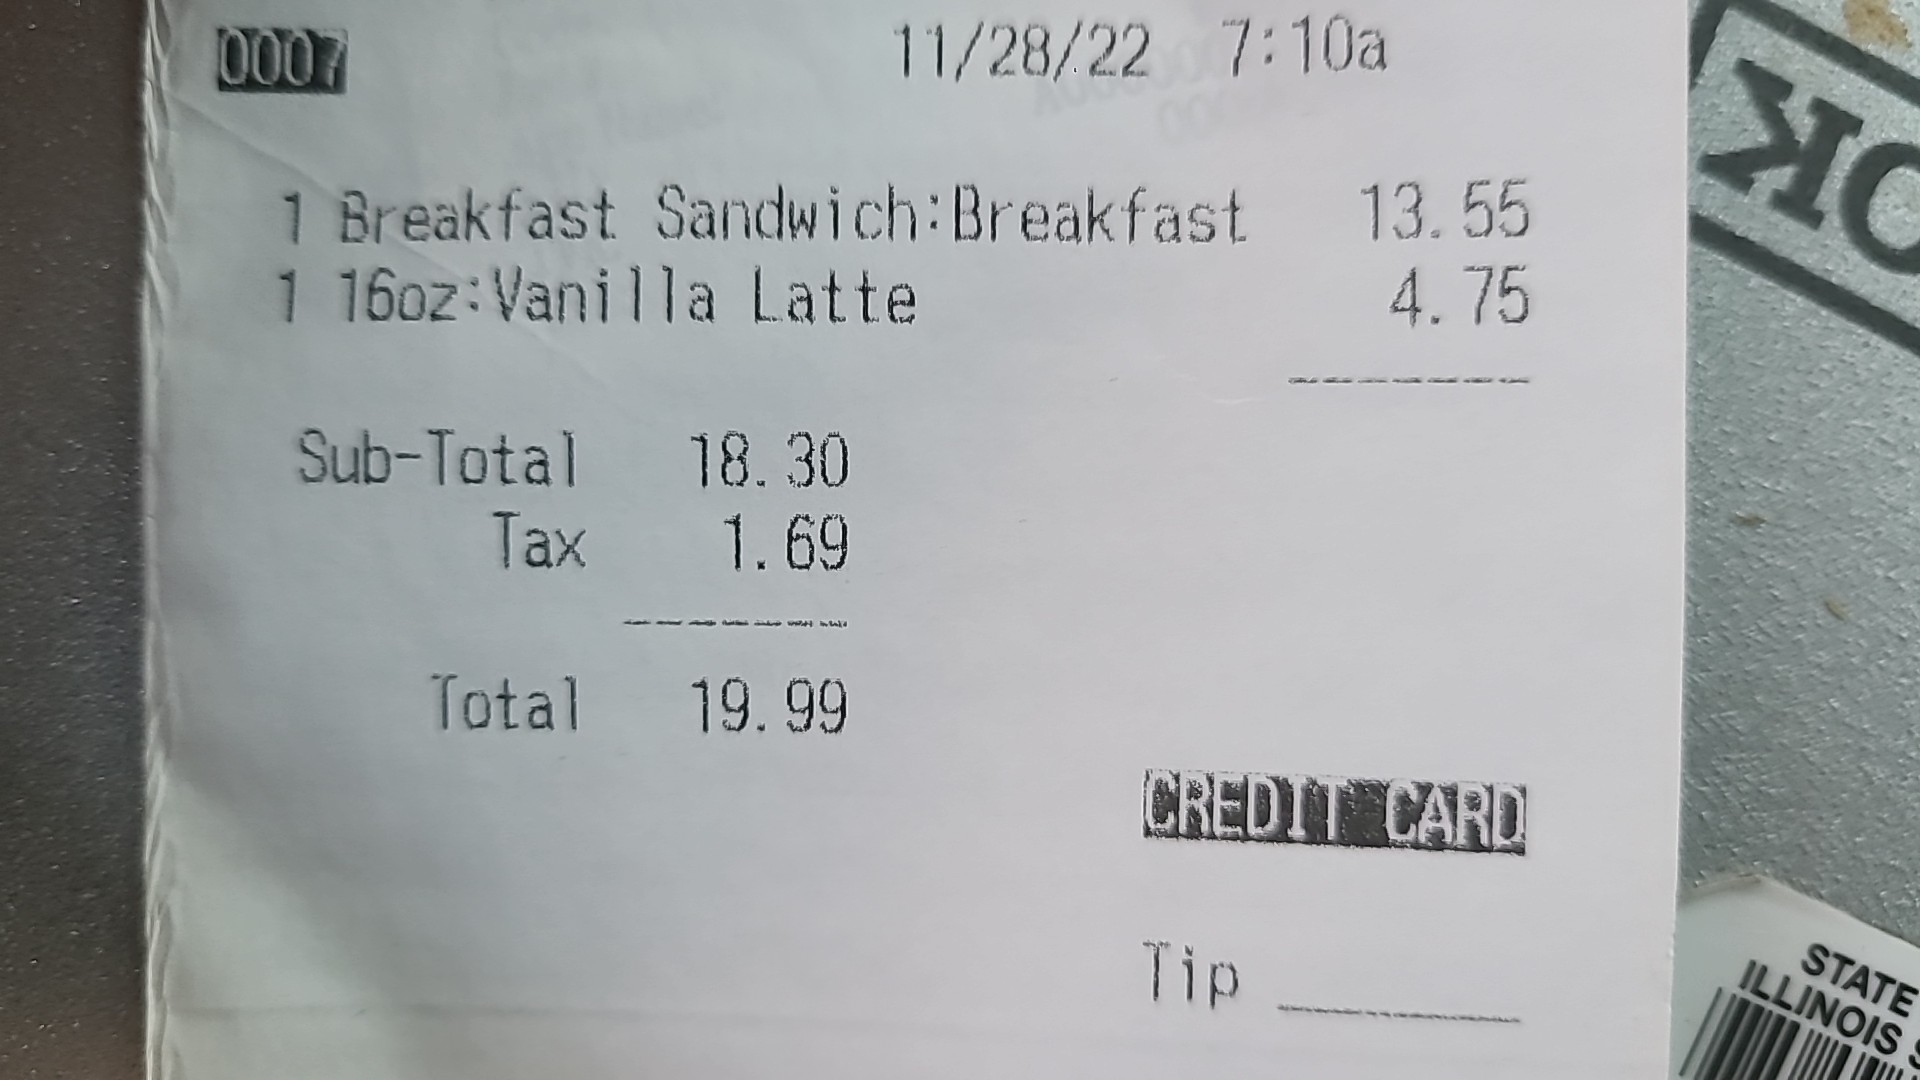 0007 11/28/22 7:10a
1 Breakfast Sandwich:Breakfast 13.55
1 16oz:Vanilla Latte 4.75
Sub-Total 18.30
Tax 1.69
Total 19.99
CREDIT CARD
Tip
OK
STATE
ILLINOIS